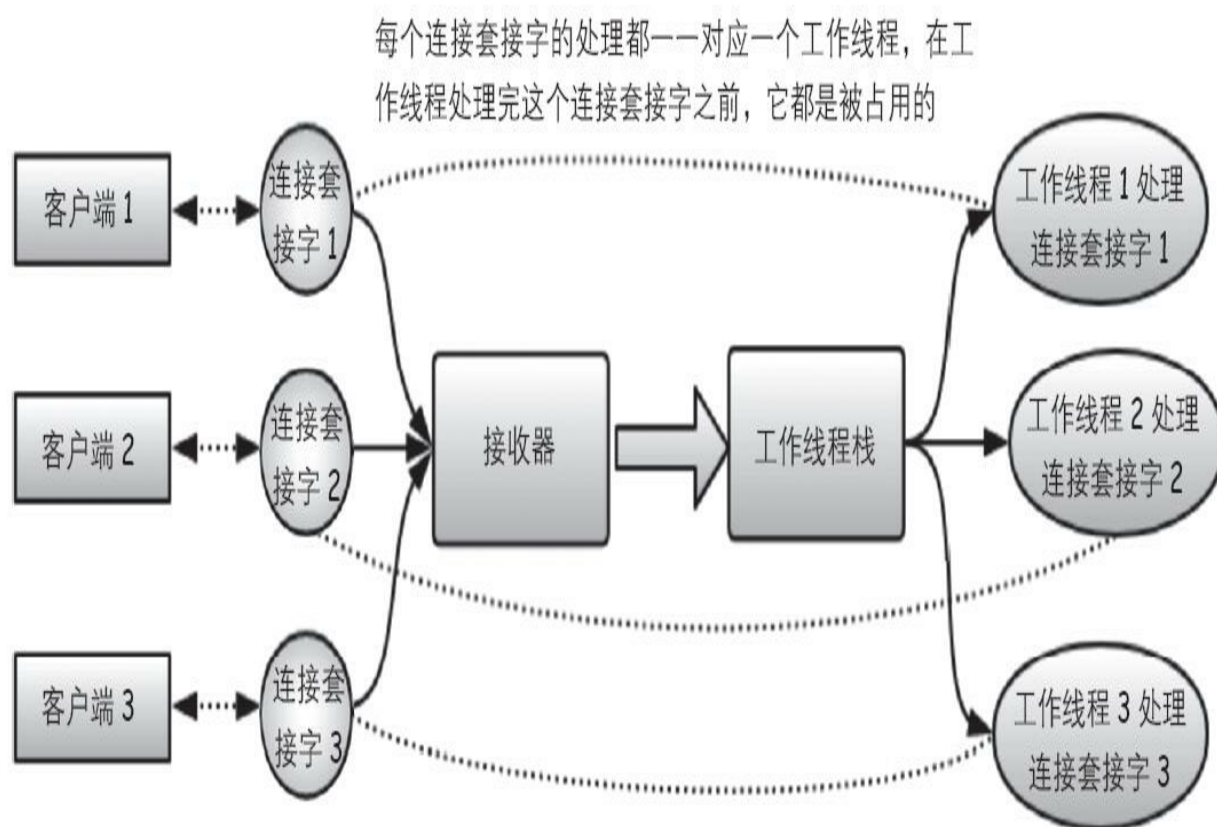 每个连接套接字的处理都一一对应一个工作线程，在工
作线程处理完这个连接套接字之前，它都是被占用的
客户端 1
连接套
接字 1
工作线程 1 处理
连接套接字 1
客户端 2
连接套
接字 2
接收器
工作线程栈
工作线程 2 处理
连接套接字 2
客户端 3
连接套
接字 3
工作线程 3 处理
连接套接字 3